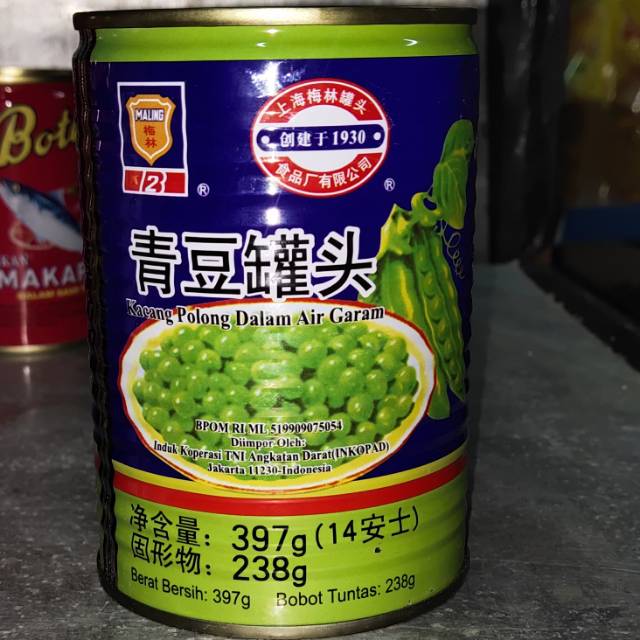 MALING
梅林
B2
®
上海梅林罐头
创建于1930
食品厂有限公司
®
青豆罐头
Kacang Polong Dalam Air Garam
BPOM RI ML 519909075054
Diimpor Oleh:
Induk Koperasi TNI Angkatan Darat(INKOPAD)
Jakarta 11230-Indonesia
净含量: 397g(14安士)
固形物: 238g
Berat Bersih: 397g Bobot Tuntas: 238g